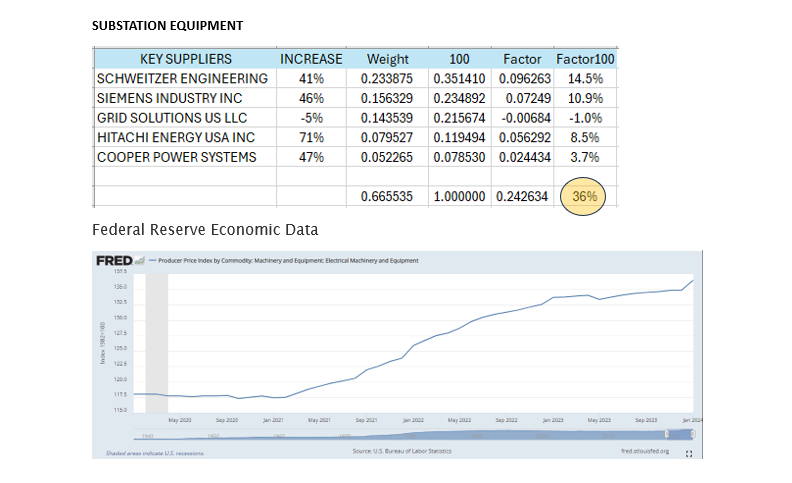 SUBSTATION EQUIPMENT
KEY SUPPLIERS INCREASE Weight 100 Factor Factor100
SCHWEITZER ENGINEERING 41% 0.233875 0.351410 0.096263 14.5%
SIEMENS INDUSTRY INC 46% 0.156329 0.234892 0.07249 10.9%
GRID SOLUTIONS US LLC -5% 0.143539 0.215674 -0.00684 -1.0%
HITACHI ENERGY USA INC 71% 0.079527 0.119494 0.056292 8.5%
COOPER POWER SYSTEMS 47% 0.052265 0.078530 0.024434 3.7%
0.665535 1.000000 0.242634 36%
Federal Reserve Economic Data
FRED — Producer Price Index by Commodity: Machinery and Equipment: Electrical Machinery and Equipment
137.5
135.0
132.5
130.0
127.5
125.0
122.5
120.0
117.5
115.0
Index 1982=100
May 2020 Sep 2020 Jan 2021 May 2021 Sep 2021 Jan 2022 May 2022 Sep 2022 Jan 2023 May 2023 Sep 2023 Jan 2024
1940 1950 1960 1970
Shaded areas indicate U.S. recessions. Source: U.S. Bureau of Labor Statistics fred.stlouisfed.org